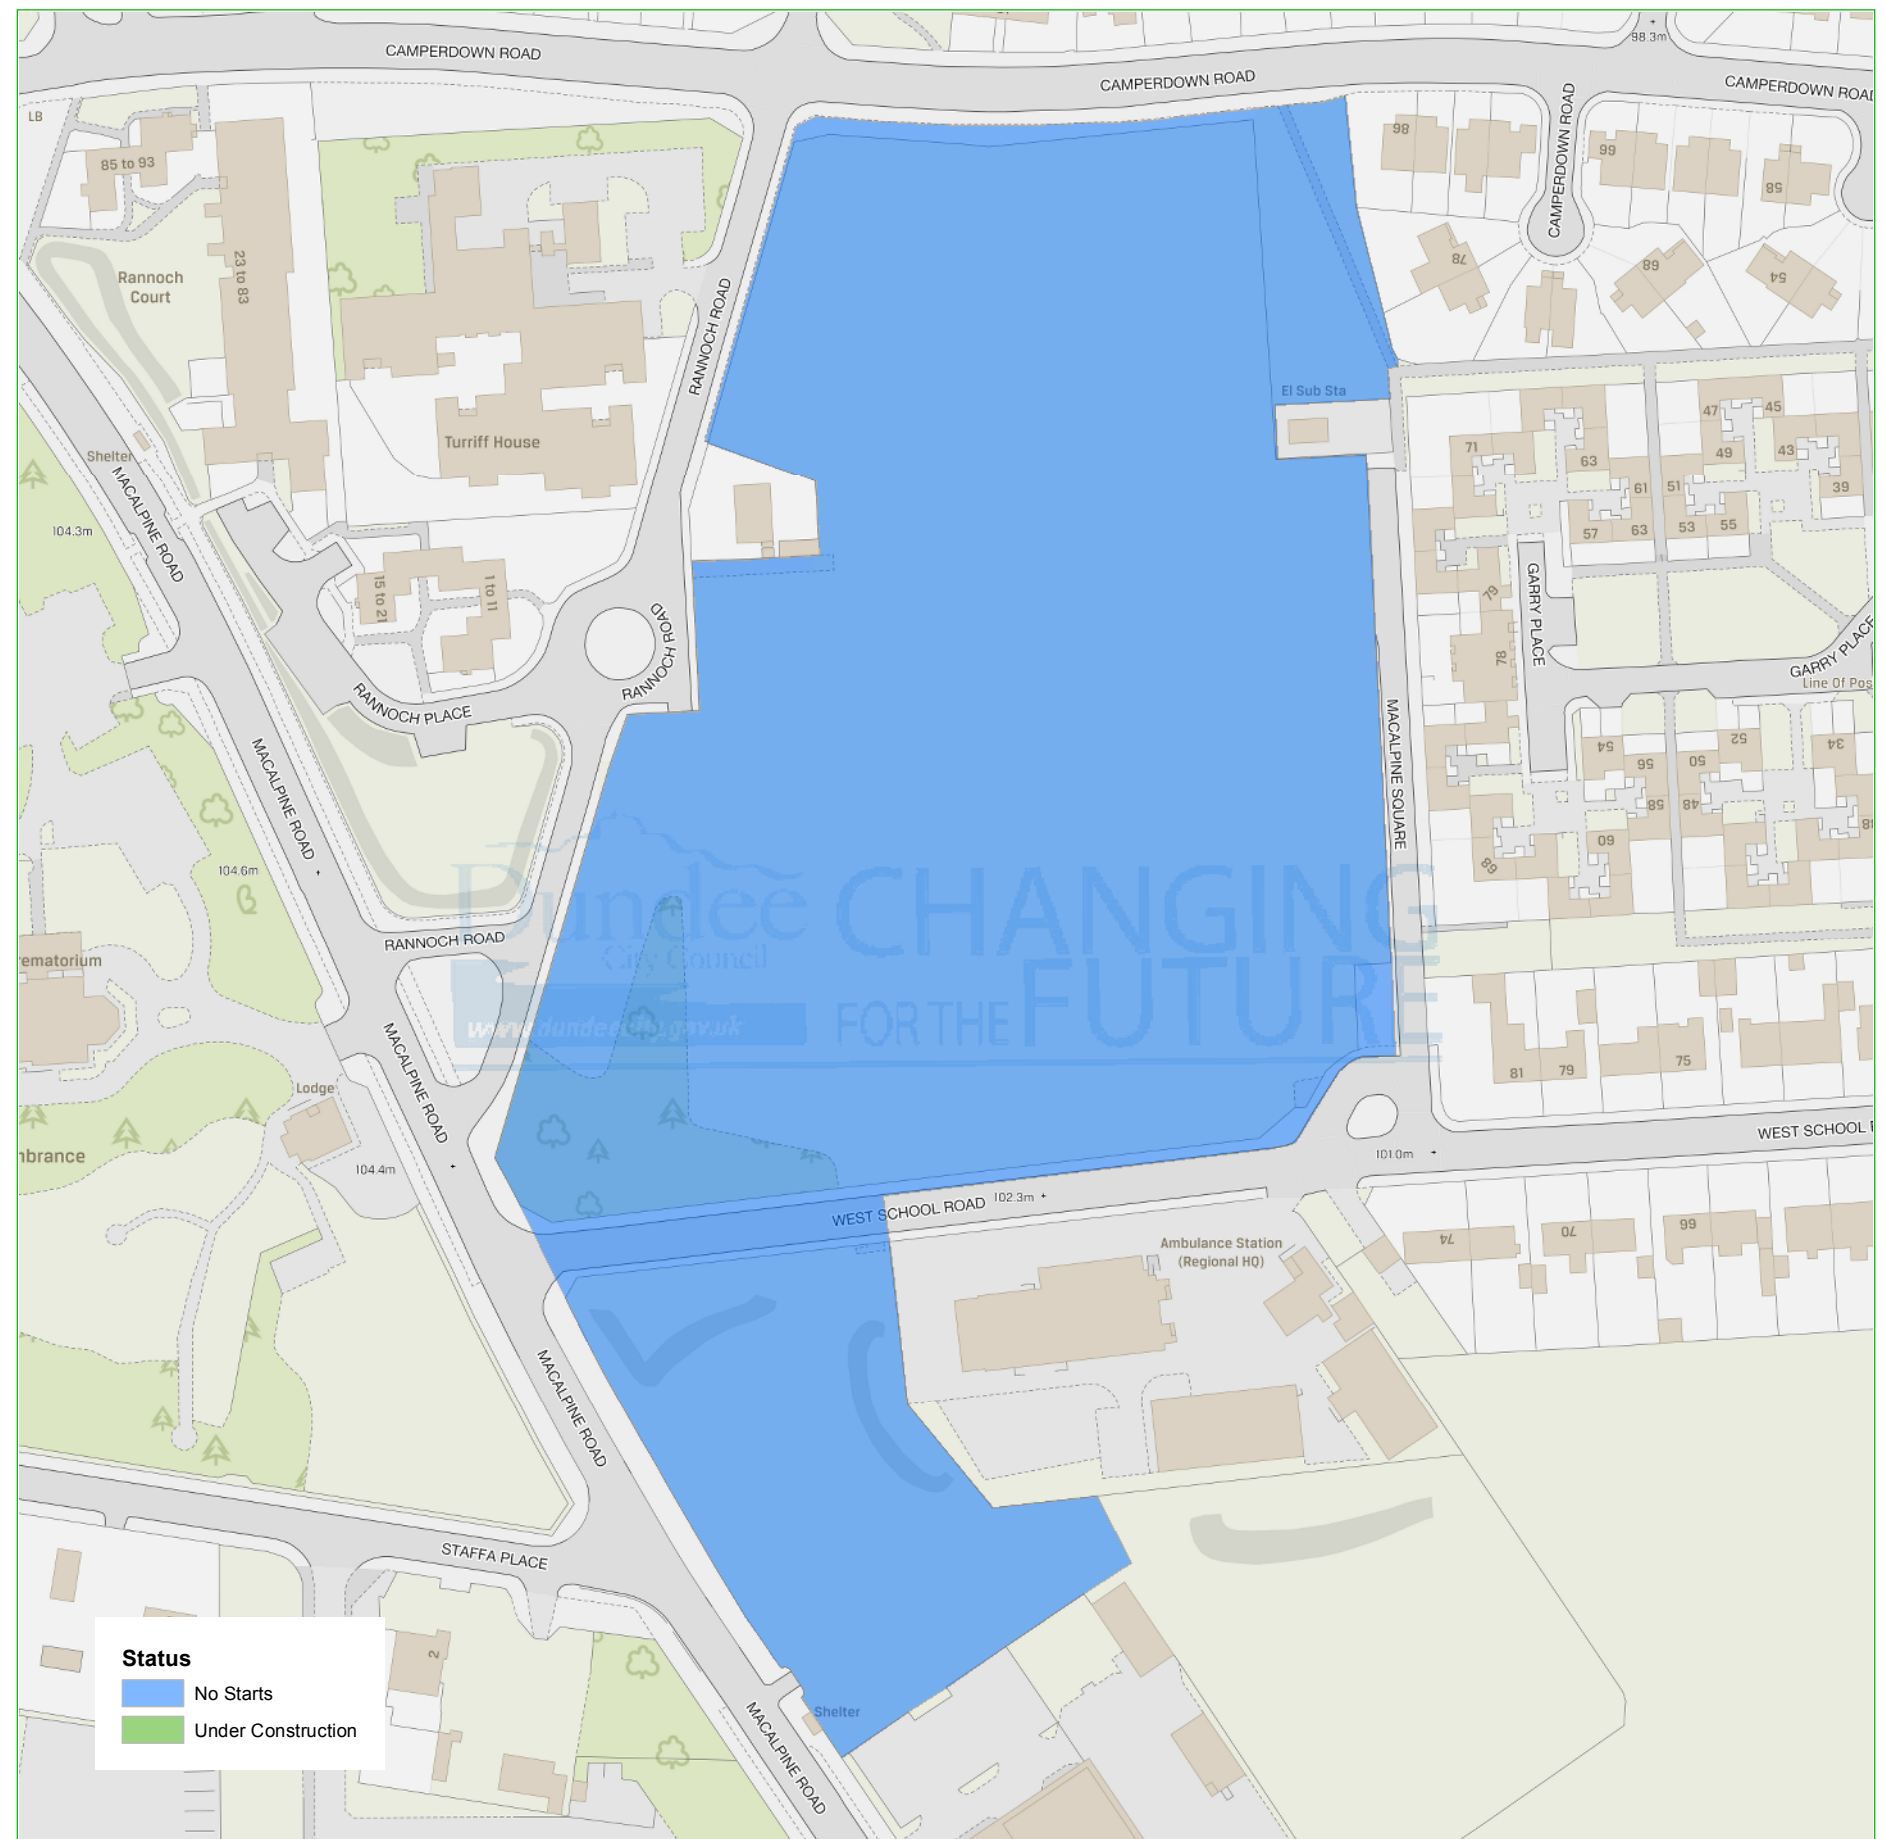 CAMPERDOWN ROAD
CAMPERDOWN ROAD
CAMPERDOWN ROAD
98.3m
LB
85 to 93
23 to 83
Rannoch
Court
Turriff House
RANNOCH ROAD
CAMPERDOWN ROAD
98
99
58
78
68
54
El Sub Sta
Shelter
MACALPINE ROAD
104.3m
15 to 21
1 to 11
RANNOCH ROAD
RANNOCH PLACE
71
63
61
57
63
47
45
49
43
51
53
55
39
79
78
GARRY PLACE
GARRY PLACE
Line Of Pos
MACALPINE SQUARE
54
56
58
52
50
48
34
60
68
MACALPINE ROAD
104.6m
RANNOCH ROAD
ematorium
Dundee
City Council
www.dundeecity.gov.uk
CHANGING
FOR THE FUTURE
MACALPINE ROAD
Lodge
104.4m
mbrance
81
79
75
WEST SCHOOL R
101.0m
102.3m
WEST SCHOOL ROAD
Ambulance Station
(Regional HQ)
74
70
66
MACALPINE ROAD
STAFFA PLACE
2
Shelter
MACALPINE ROAD
Status
No Starts
Under Construction